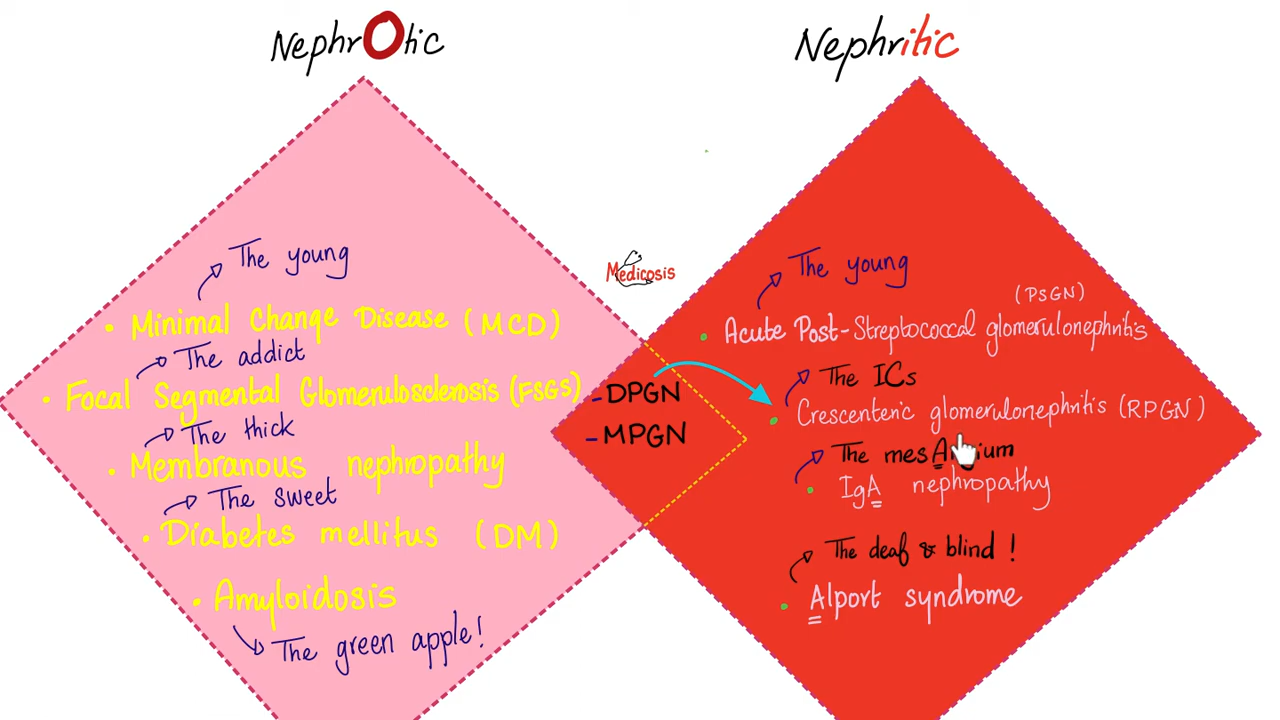 NephrOtic
Nephritic
The young
• Minimal Change Disease (MCD)
The addict
• Focal Segmental Glomerulosclerosis (FSGS)
The thick
• Membranous nephropathy
The sweet
• Diabetes mellitus (DM)
• Amyloidosis
The green apple!
Medicosis
- DPGN
- MPGN
The young
(PSGN)
• Acute Post-Streptococcal glomerulonephritis
The ICs
• Crescenteric glomerulonephritis (RPGN)
The mesAngium
• IgA nephropathy
The deaf & blind!
• Alport syndrome